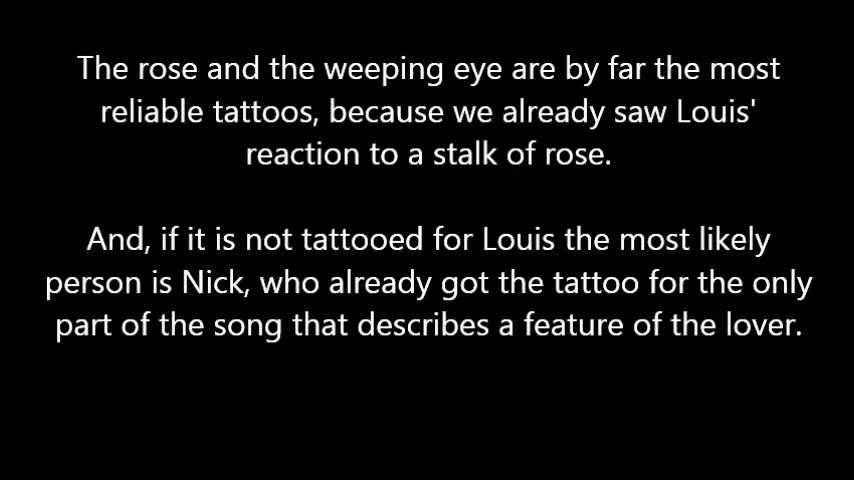 The rose and the weeping eye are by far the most
reliable tattoos, because we already saw Louis'
reaction to a stalk of rose.
And, if it is not tattooed for Louis the most likely
person is Nick, who already got the tattoo for the only
part of the song that describes a feature of the lover.